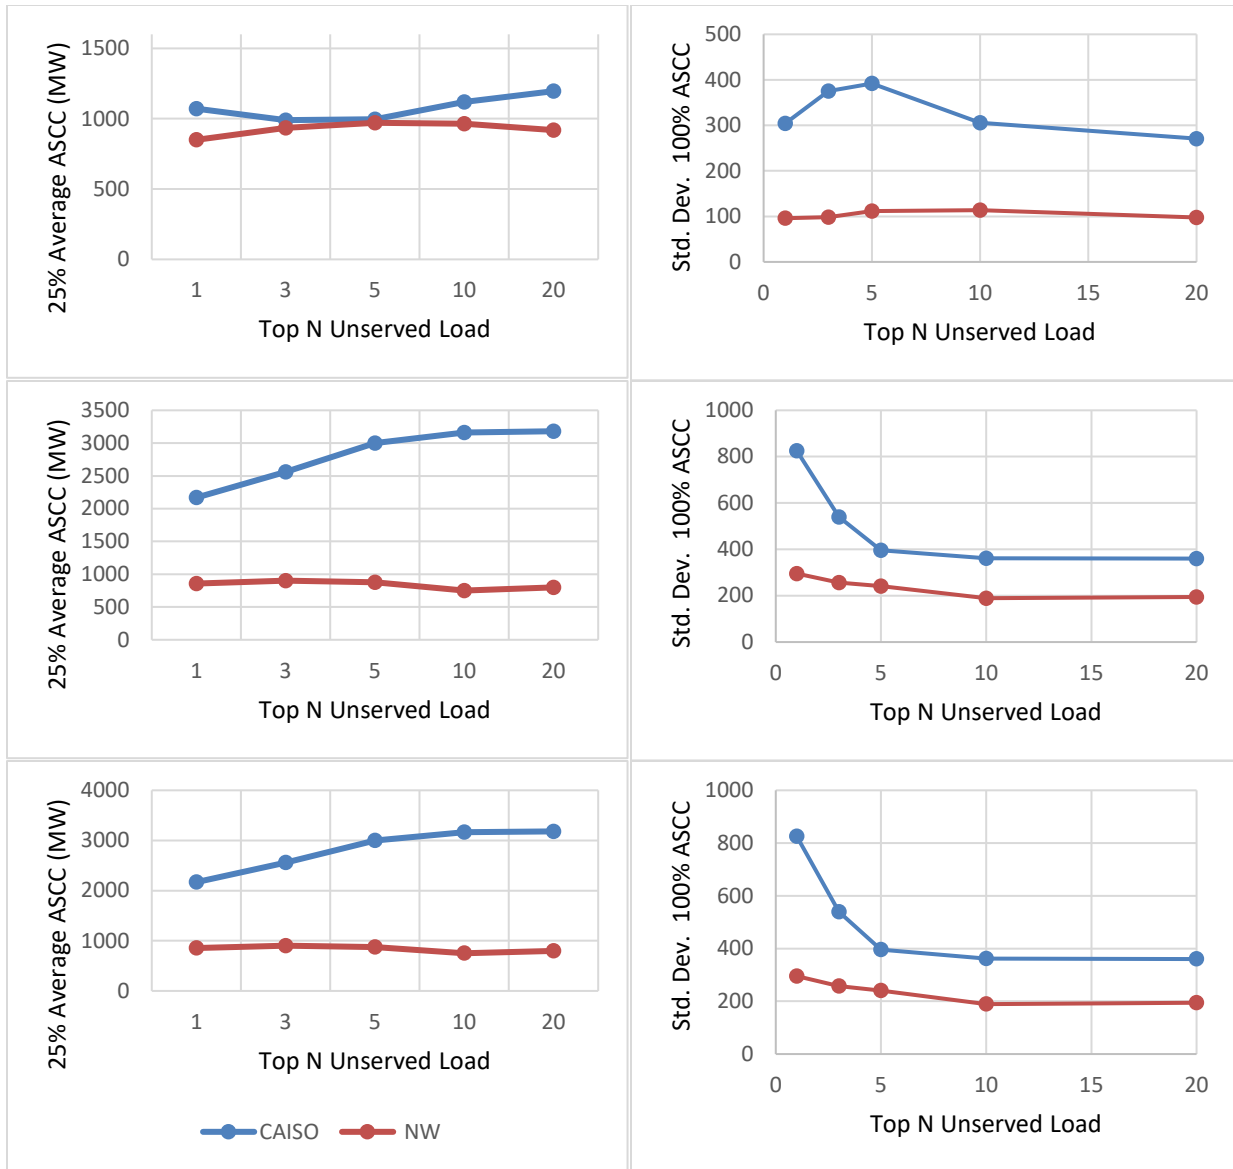 25% Average ASCC (MW)
1500
1000
500
0
1 3 5 10 20
Top N Unserved Load
Std. Dev. 100% ASCC
500
400
300
200
100
0
0 5 10 15 20
Top N Unserved Load
25% Average ASCC (MW)
3500
3000
2500
2000
1500
1000
500
0
1 3 5 10 20
Top N Unserved Load
Std. Dev. 100% ASCC
1000
800
600
400
200
0
0 5 10 15 20
Top N Unserved Load
25% Average ASCC (MW)
4000
3000
2000
1000
0
1 3 5 10 20
Top N Unserved Load
CAISO NW
Std. Dev. 100% ASCC
1000
800
600
400
200
0
0 5 10 15 20
Top N Unserved Load